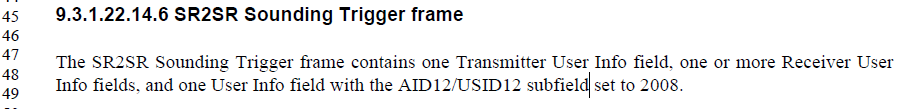 45 9.3.1.22.14.6 SR2SR Sounding Trigger frame
46
47 The SR2SR Sounding Trigger frame contains one Transmitter User Info field, one or more Receiver User
48 Info fields, and one User Info field with the AID12/USID12 subfield set to 2008.
49